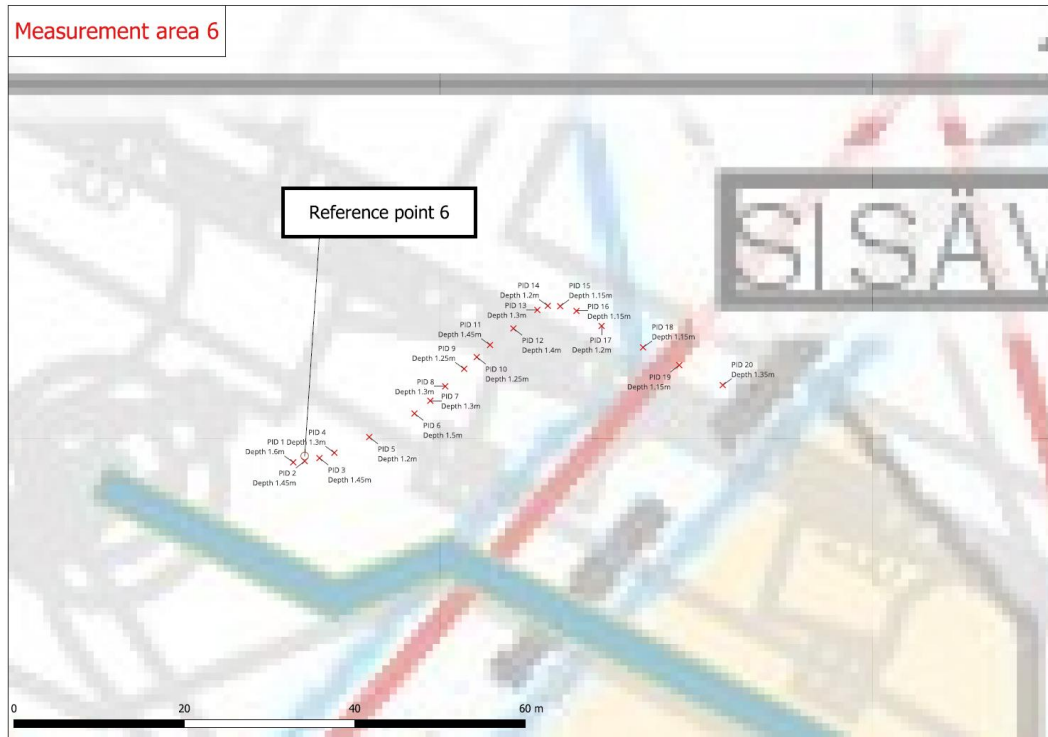 Measurement area 6
Reference point 6
SISÄV
PID 14
Depth 1.2m
PID 15
Depth 1.15m
PID 13
Depth 1.3m
PID 16
Depth 1.15m
PID 11
Depth 1.45m
PID 12
Depth 1.4m
PID 17
Depth 1.2m
PID 18
Depth 1.15m
PID 9
Depth 1.25m
PID 10
Depth 1.25m
PID 19
Depth 1.15m
PID 20
Depth 1.35m
PID 8
Depth 1.3m
PID 7
Depth 1.3m
PID 6
Depth 1.5m
PID 4
Depth 1.3m
PID 1
Depth 1.6m
PID 5
Depth 1.2m
PID 2
Depth 1.45m
PID 3
Depth 1.45m
0 20 40 60 m